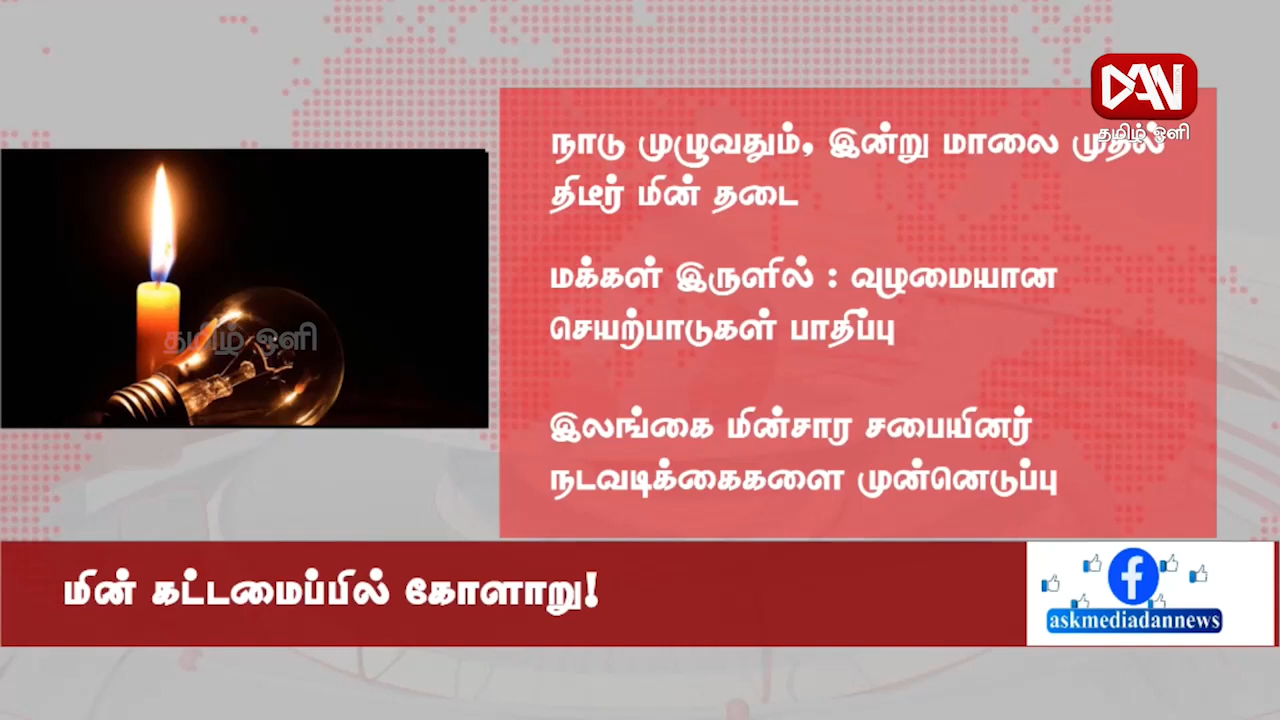 DAN
தமிழ் ஒளி
நாடு முழுவதும், இன்று மாலை முதல்
திடீர் மின் தடை
மக்கள் இருளில் : வழமையான
செயற்பாடுகள் பாதிப்பு
தமிழ் ஒளி
இலங்கை மின்சார சபையினர்
நடவடிக்கைகளை முன்னெடுப்பு
மின் கட்டமைப்பில் கோளாறு!
askmediadannews